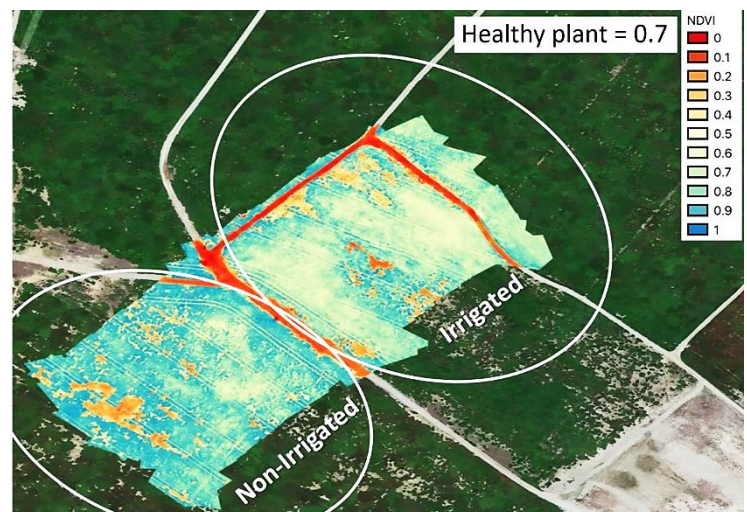 Healthy plant = 0.7
NDVI
0
0.1
0.2
0.3
0.4
0.5
0.6
0.7
0.8
0.9
1
Irrigated
Non-Irrigated